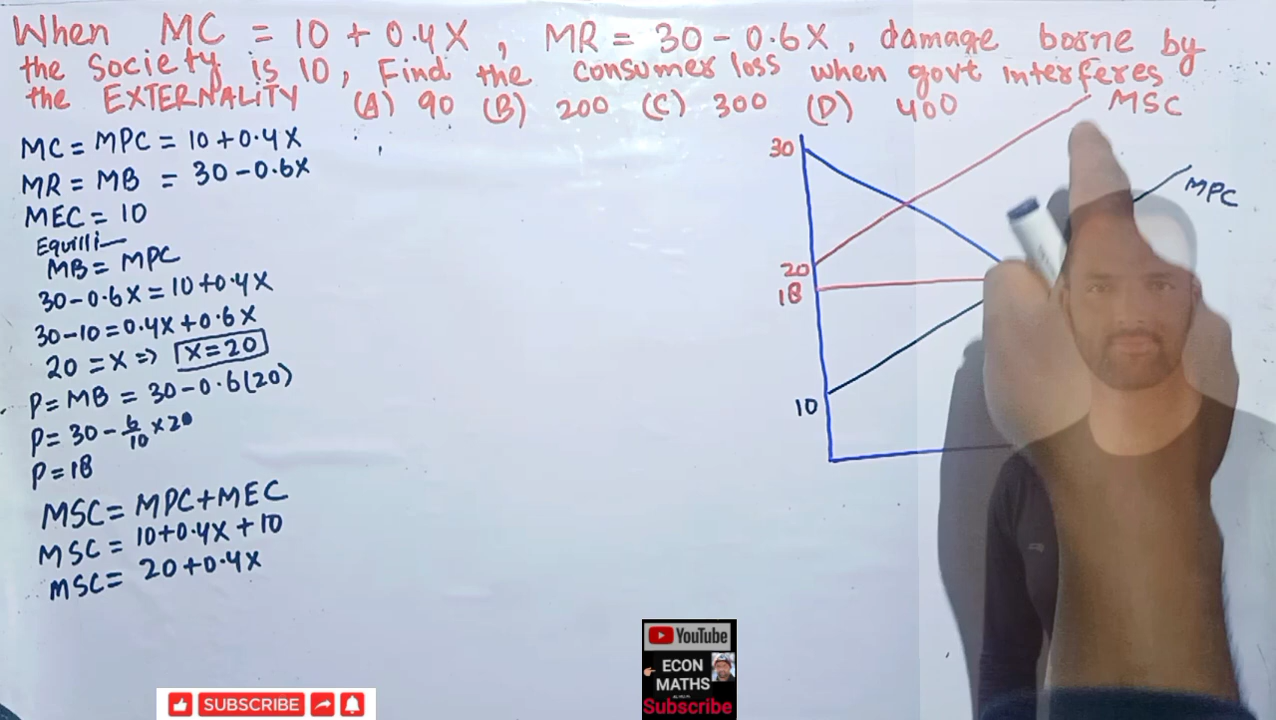 When MC = 10 + 0.4X, MR = 30 - 0.6X, damage borne by
the Society is 10, Find the consumer loss when govt interferes
the EXTERNALITY (A) 90 (B) 200 (C) 300 (D) 400
MC = MPC = 10 + 0.4X
MR = MB = 30 - 0.6X
MEC = 10
Equilli—
MB = MPC
30 - 0.6X = 10 + 0.4X
30 - 10 = 0.4X + 0.6X
20 = X => X = 20
P = MB = 30 - 0.6(20)
P = 30 - 6/10 × 20
P = 18
MSC = MPC + MEC
MSC = 10 + 0.4X + 10
MSC = 20 + 0.4X
MSC
30
MPC
20
18
10
YouTube
ECON
MATHS
Subscribe
SUBSCRIBE